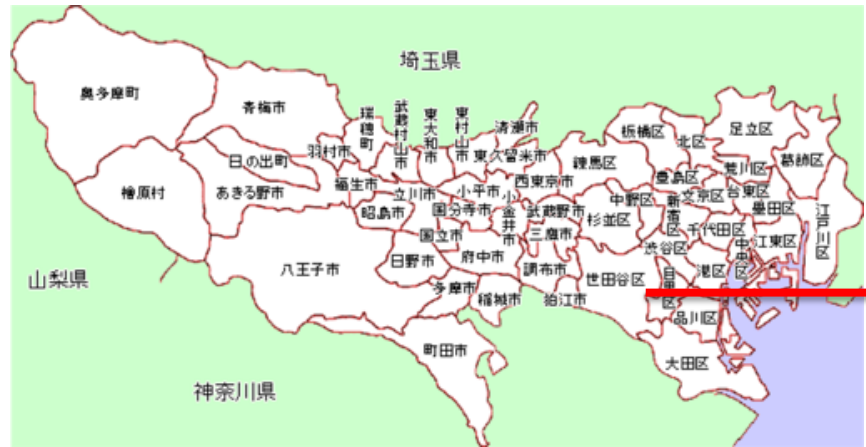 埼玉県
奥多摩町
青梅市
瑞穂町
武蔵村山市
東大和市
東村山市
清瀬市
板橋区
北区
足立区
羽村市
日の出町
東久留米市
練馬区
荒川区
葛飾区
檜原村
あきる野市
福生市
立川市
小平市
西東京市
豊島区
文京区
台東区
墨田区
昭島市
国分寺市
小金井市
武蔵野市
中野区
杉並区
新宿区
千代田区
江戸川区
国立市
三鷹市
渋谷区
中央区
江東区
山梨県
八王子市
日野市
府中市
調布市
世田谷区
目黒区
港区
多摩市
稲城市
狛江市
品川区
町田市
大田区
神奈川県